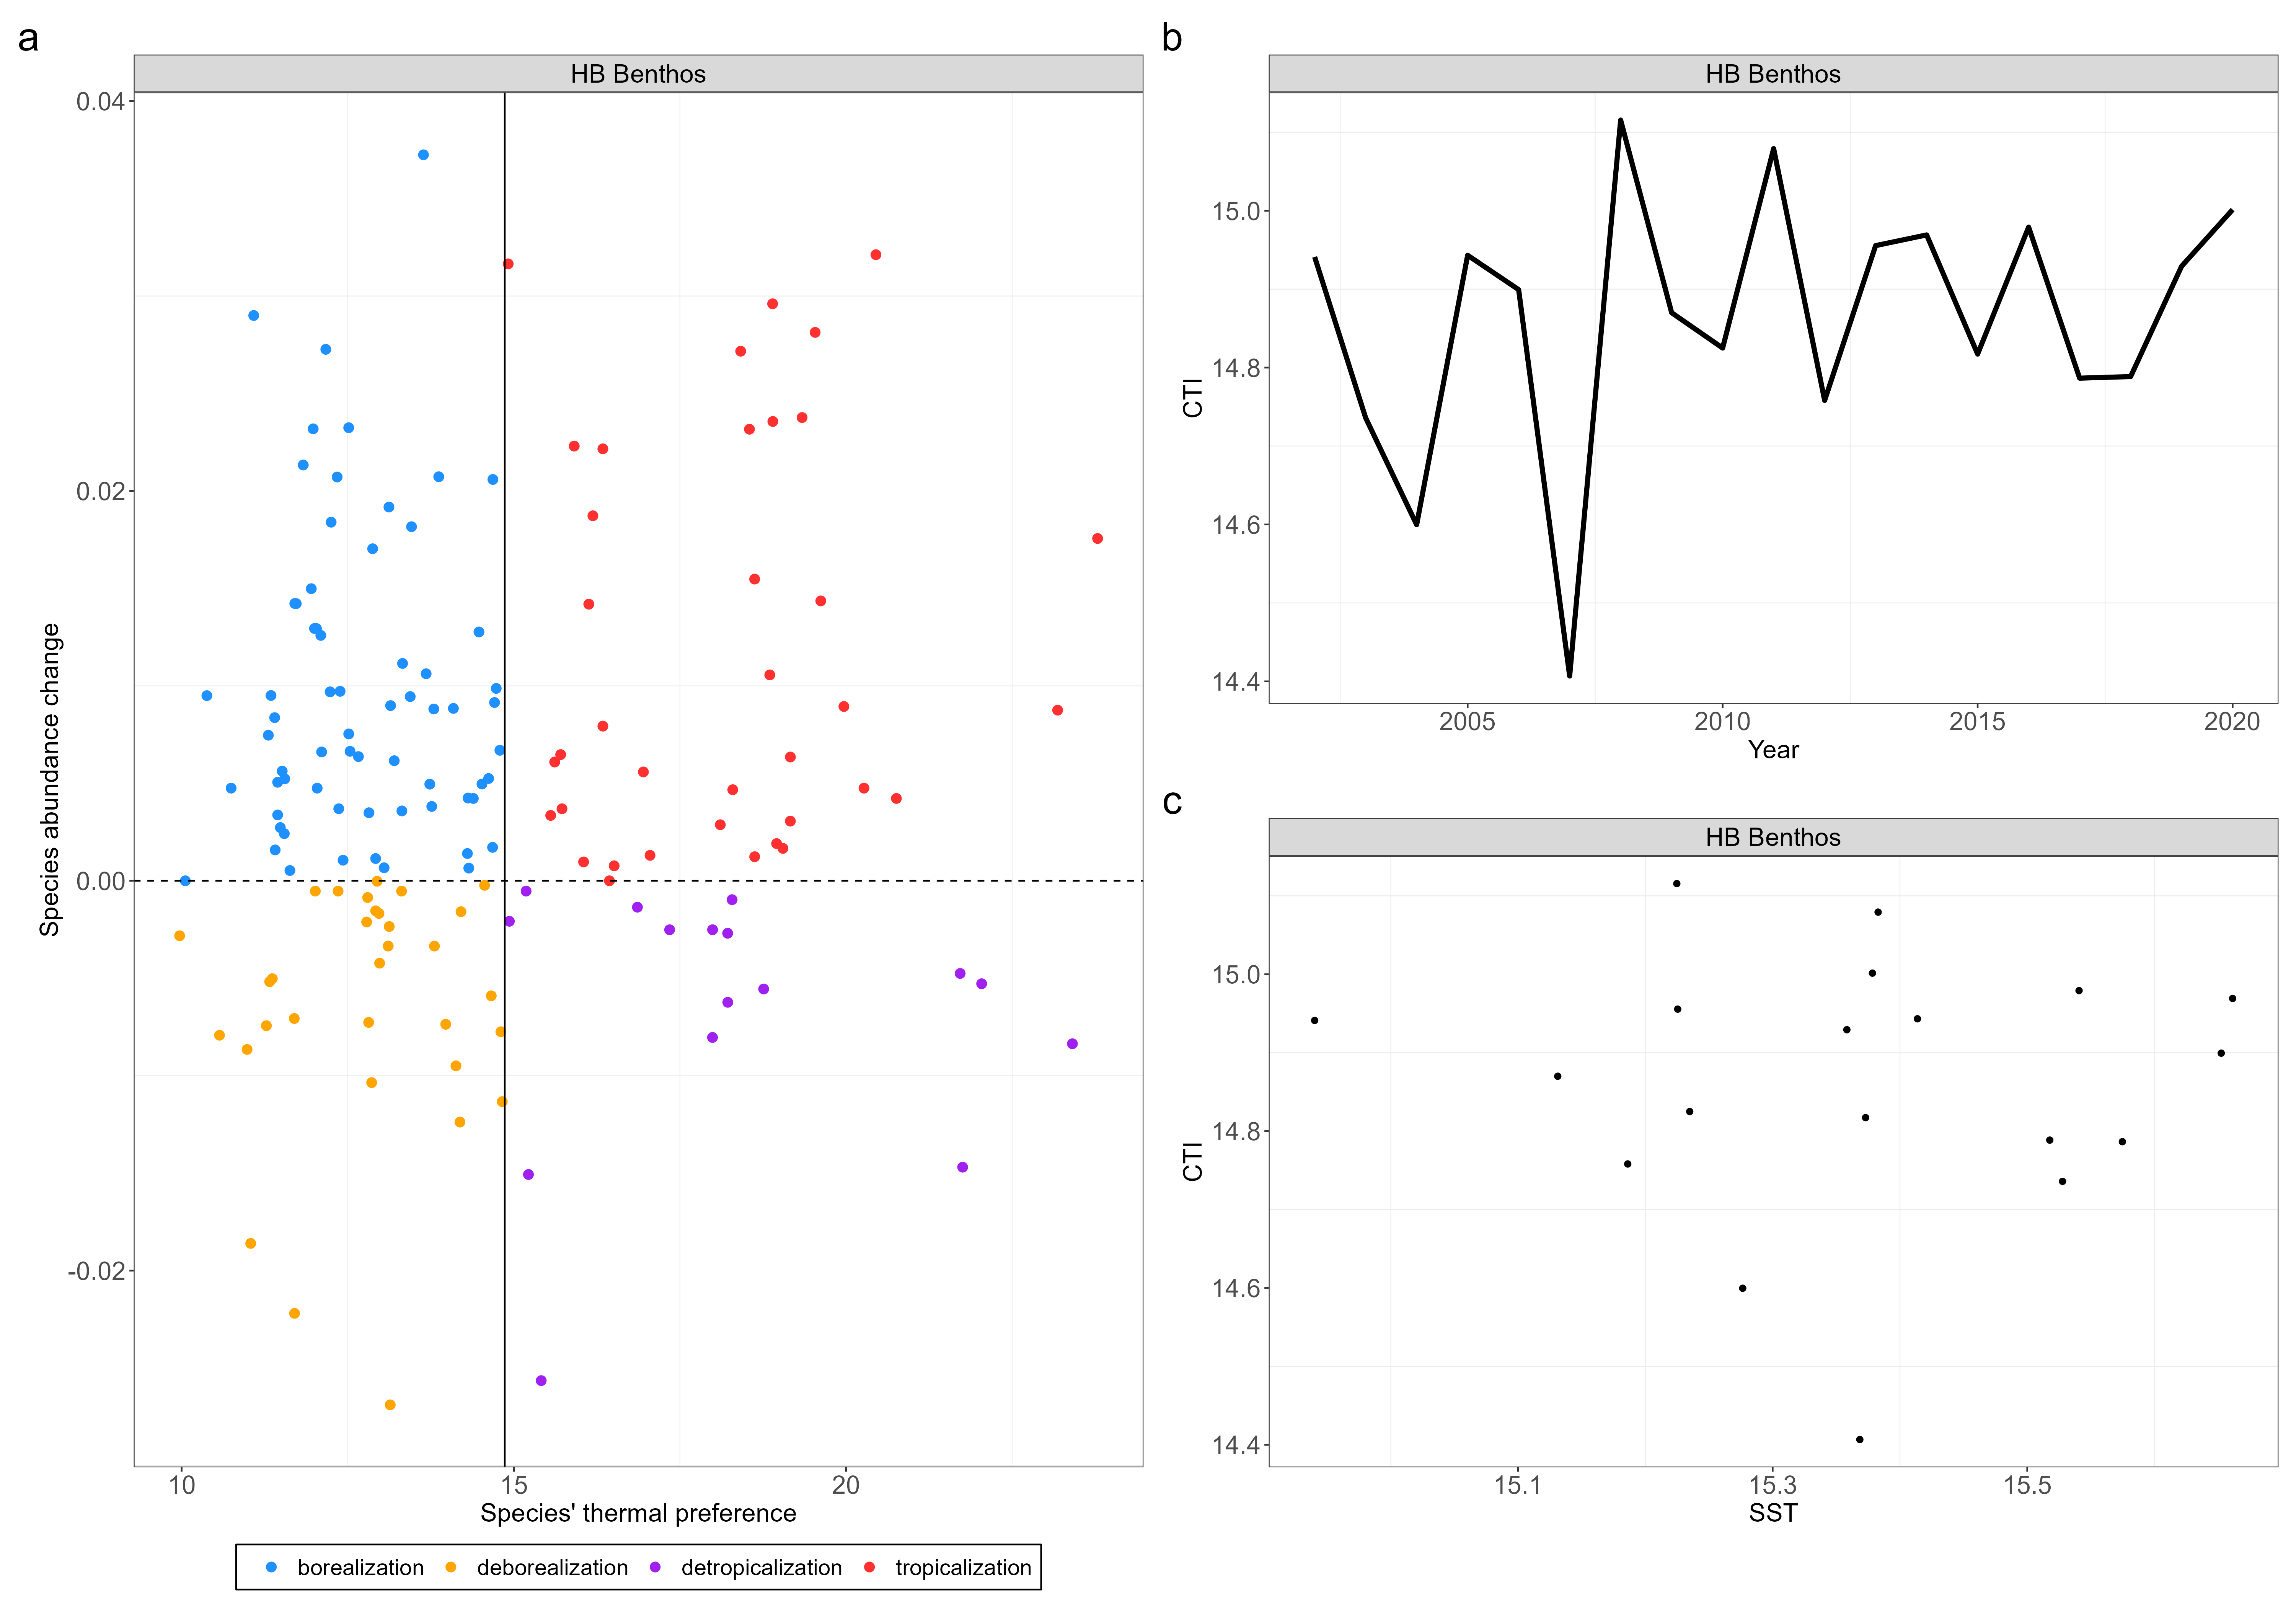 a
HB Benthos
0.04
0.02
0.00
-0.02
Species abundance change
10 15 20
Species' thermal preference
borealization deborealization detropicalization tropicalization
b
HB Benthos
15.0
14.8
14.6
14.4
CTI
2005 2010 2015 2020
Year
c
HB Benthos
15.0
14.8
14.6
14.4
CTI
15.1 15.3 15.5
SST